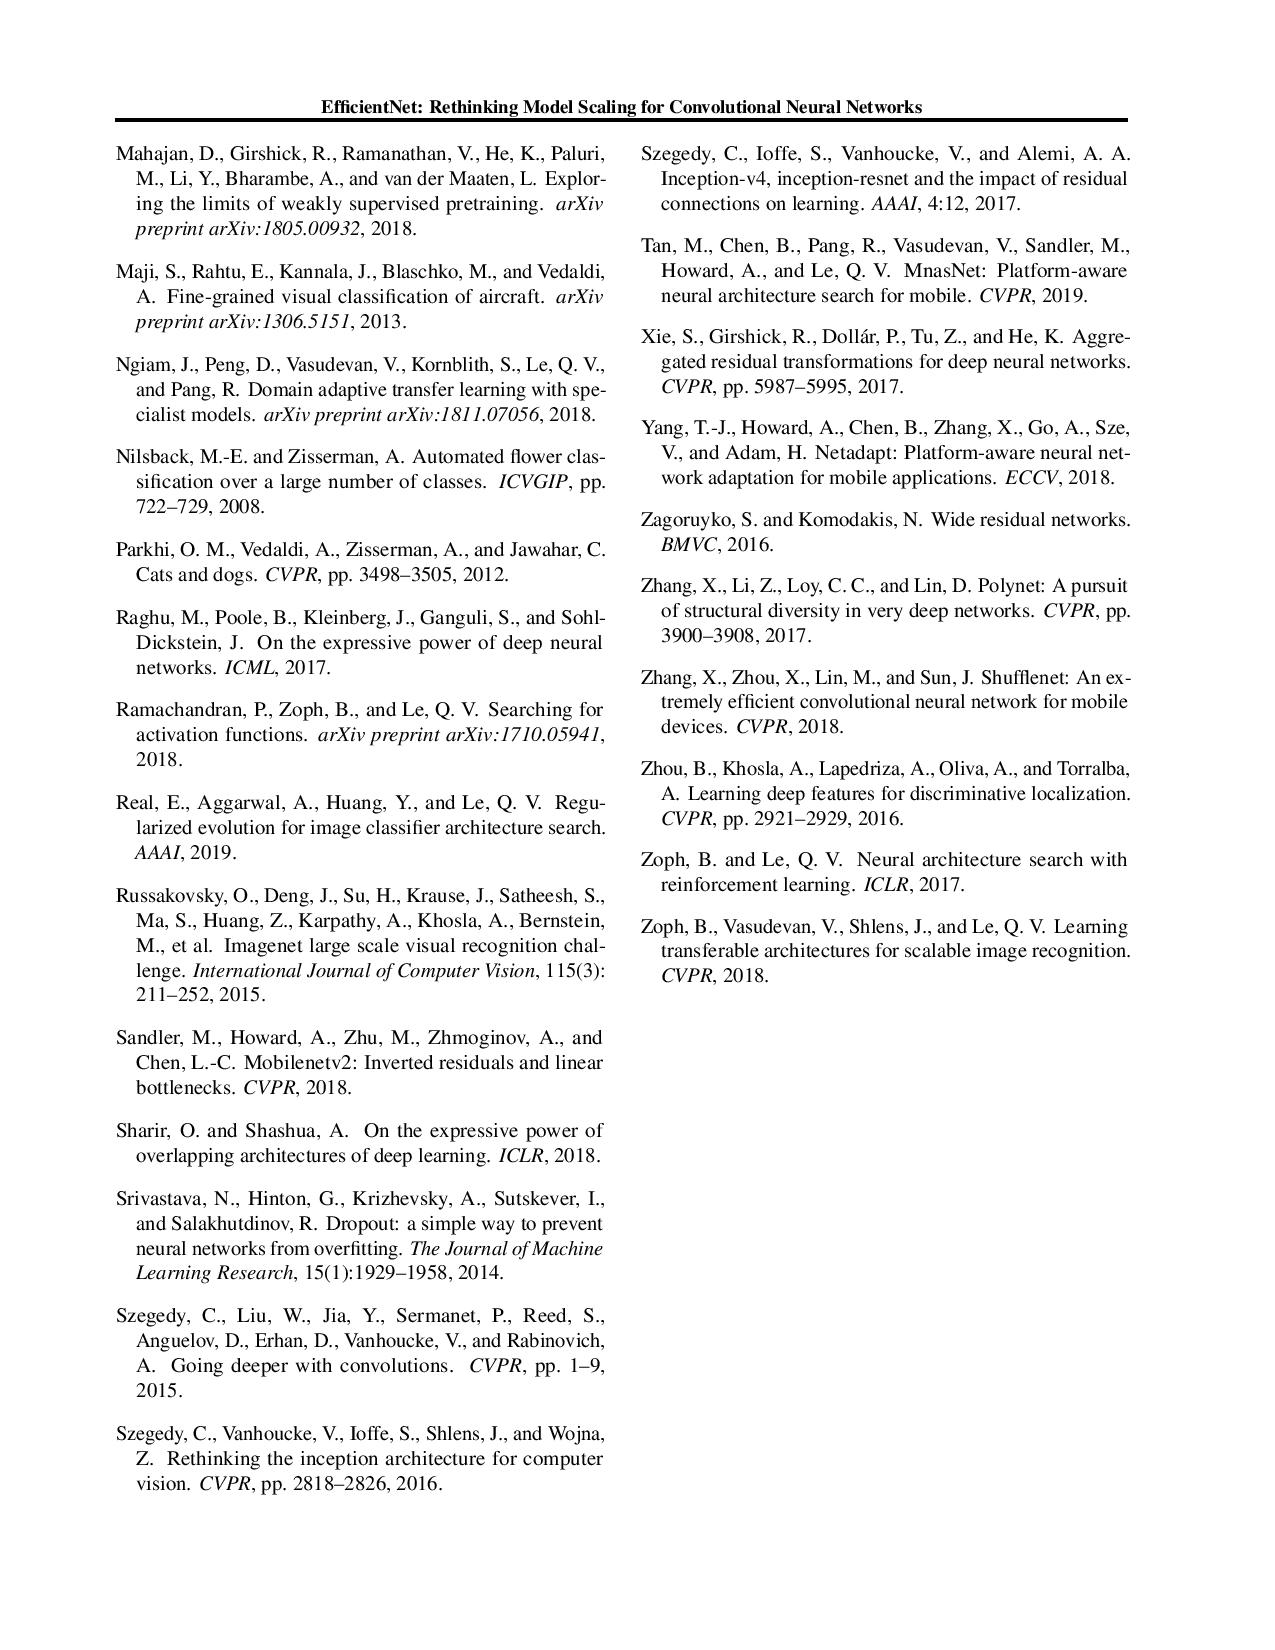 EfficientNet: Rethinking Model Scaling for Convolutional Neural Networks
Mahajan, D., Girshick, R., Ramanathan, V., He, K., Paluri,
M., Li, Y., Bharambe, A., and van der Maaten, L. Explor-
ing the limits of weakly supervised pretraining. arXiv
preprint arXiv:1805.00932, 2018.
Maji, S., Rahtu, E., Kannala, J., Blaschko, M., and Vedaldi,
A. Fine-grained visual classification of aircraft. arXiv
preprint arXiv:1306.5151, 2013.
Ngiam, J., Peng, D., Vasudevan, V., Kornblith, S., Le, Q. V.,
and Pang, R. Domain adaptive transfer learning with spe-
cialist models. arXiv preprint arXiv:1811.07056, 2018.
Nilsback, M.-E. and Zisserman, A. Automated flower clas-
sification over a large number of classes. ICVGIP, pp.
722–729, 2008.
Parkhi, O. M., Vedaldi, A., Zisserman, A., and Jawahar, C.
Cats and dogs. CVPR, pp. 3498–3505, 2012.
Raghu, M., Poole, B., Kleinberg, J., Ganguli, S., and Sohl-
Dickstein, J. On the expressive power of deep neural
networks. ICML, 2017.
Ramachandran, P., Zoph, B., and Le, Q. V. Searching for
activation functions. arXiv preprint arXiv:1710.05941,
2018.
Real, E., Aggarwal, A., Huang, Y., and Le, Q. V. Regu-
larized evolution for image classifier architecture search.
AAAI, 2019.
Russakovsky, O., Deng, J., Su, H., Krause, J., Satheesh, S.,
Ma, S., Huang, Z., Karpathy, A., Khosla, A., Bernstein,
M., et al. Imagenet large scale visual recognition chal-
lenge. International Journal of Computer Vision, 115(3):
211–252, 2015.
Sandler, M., Howard, A., Zhu, M., Zhmoginov, A., and
Chen, L.-C. Mobilenetv2: Inverted residuals and linear
bottlenecks. CVPR, 2018.
Sharir, O. and Shashua, A. On the expressive power of
overlapping architectures of deep learning. ICLR, 2018.
Srivastava, N., Hinton, G., Krizhevsky, A., Sutskever, I.,
and Salakhutdinov, R. Dropout: a simple way to prevent
neural networks from overfitting. The Journal of Machine
Learning Research, 15(1):1929–1958, 2014.
Szegedy, C., Liu, W., Jia, Y., Sermanet, P., Reed, S.,
Anguelov, D., Erhan, D., Vanhoucke, V., and Rabinovich,
A. Going deeper with convolutions. CVPR, pp. 1–9,
2015.
Szegedy, C., Vanhoucke, V., Ioffe, S., Shlens, J., and Wojna,
Z. Rethinking the inception architecture for computer
vision. CVPR, pp. 2818–2826, 2016.
Szegedy, C., Ioffe, S., Vanhoucke, V., and Alemi, A. A.
Inception-v4, inception-resnet and the impact of residual
connections on learning. AAAI, 4:12, 2017.
Tan, M., Chen, B., Pang, R., Vasudevan, V., Sandler, M.,
Howard, A., and Le, Q. V. MnasNet: Platform-aware
neural architecture search for mobile. CVPR, 2019.
Xie, S., Girshick, R., Dollár, P., Tu, Z., and He, K. Aggre-
gated residual transformations for deep neural networks.
CVPR, pp. 5987–5995, 2017.
Yang, T.-J., Howard, A., Chen, B., Zhang, X., Go, A., Sze,
V., and Adam, H. Netadapt: Platform-aware neural net-
work adaptation for mobile applications. ECCV, 2018.
Zagoruyko, S. and Komodakis, N. Wide residual networks.
BMVC, 2016.
Zhang, X., Li, Z., Loy, C. C., and Lin, D. Polynet: A pursuit
of structural diversity in very deep networks. CVPR, pp.
3900–3908, 2017.
Zhang, X., Zhou, X., Lin, M., and Sun, J. Shufflenet: An ex-
tremely efficient convolutional neural network for mobile
devices. CVPR, 2018.
Zhou, B., Khosla, A., Lapedriza, A., Oliva, A., and Torralba,
A. Learning deep features for discriminative localization.
CVPR, pp. 2921–2929, 2016.
Zoph, B. and Le, Q. V. Neural architecture search with
reinforcement learning. ICLR, 2017.
Zoph, B., Vasudevan, V., Shlens, J., and Le, Q. V. Learning
transferable architectures for scalable image recognition.
CVPR, 2018.